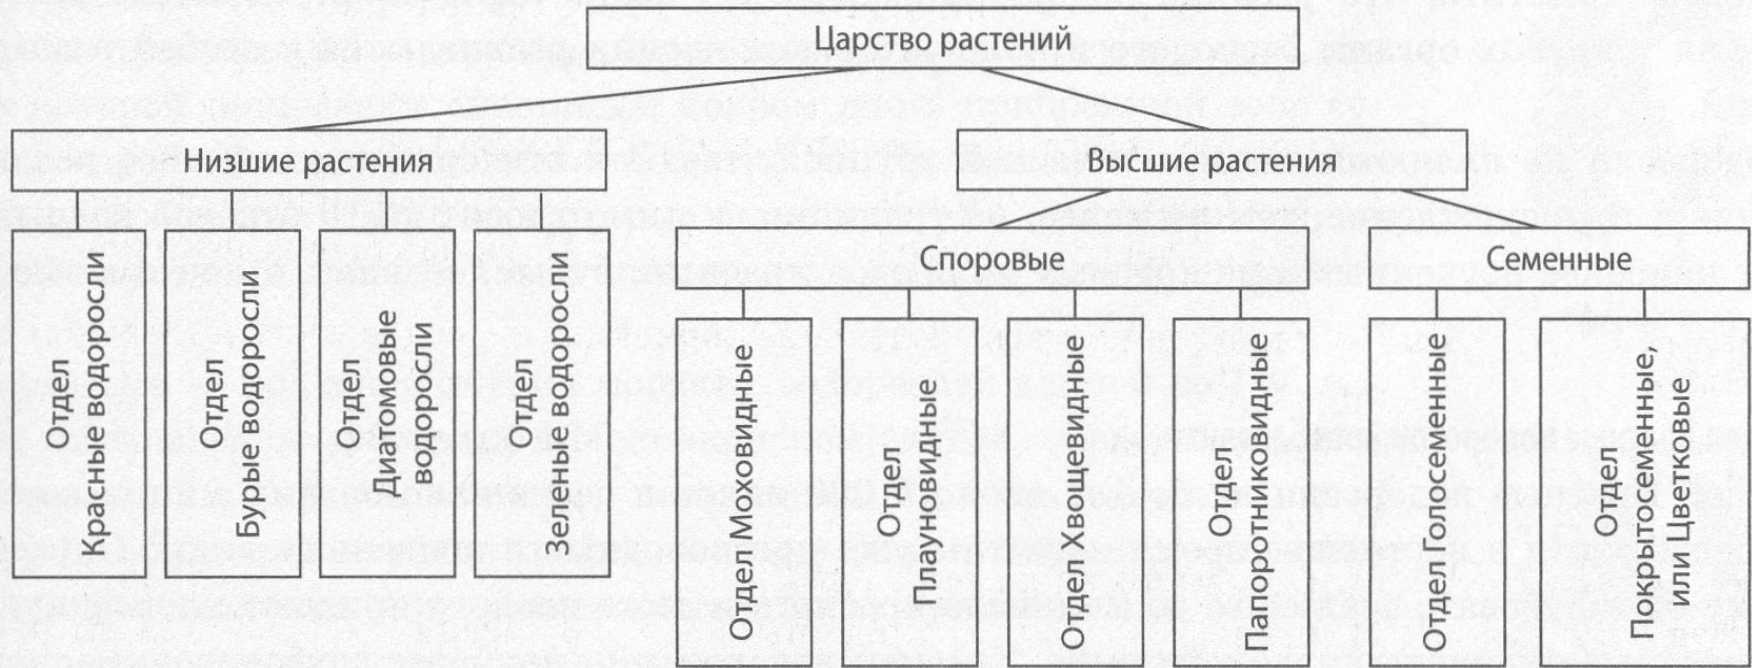 Царство растений
Низшие растения
Высшие растения
Споровые
Семенные
Отдел
Красные водоросли
Отдел
Бурые водоросли
Отдел
Диатомовые
водоросли
Отдел
Зеленые водоросли
Отдел Моховидные
Отдел
Плауновидные
Отдел Хвощевидные
Отдел
Папоротниковидные
Отдел Голосеменные
Отдел
Покрытосеменные,
или Цветковые